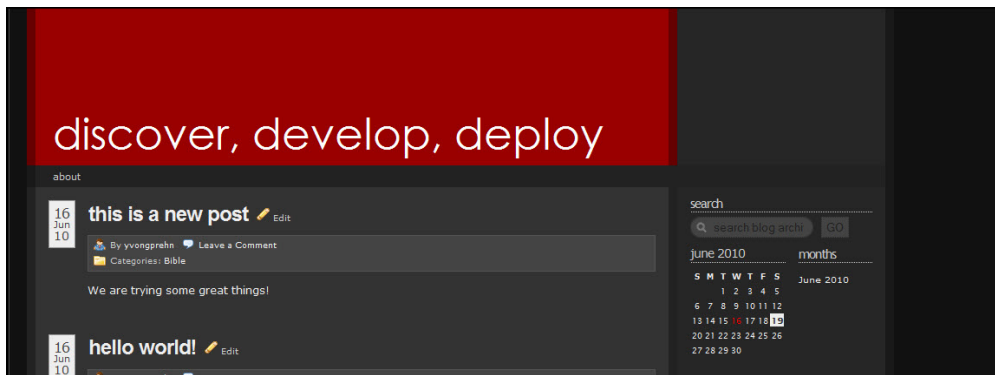 discover, develop, deploy
about
16
Jun
10
this is a new post Edit
By yvongprehn Leave a Comment
Categories: Bible
We are trying some great things!
16
Jun
10
hello world! Edit
search
search blog archi GO
june 2010
S M T W T F S
1 2 3 4 5
6 7 8 9 10 11 12
13 14 15 16 17 18 19
20 21 22 23 24 25 26
27 28 29 30
months
June 2010